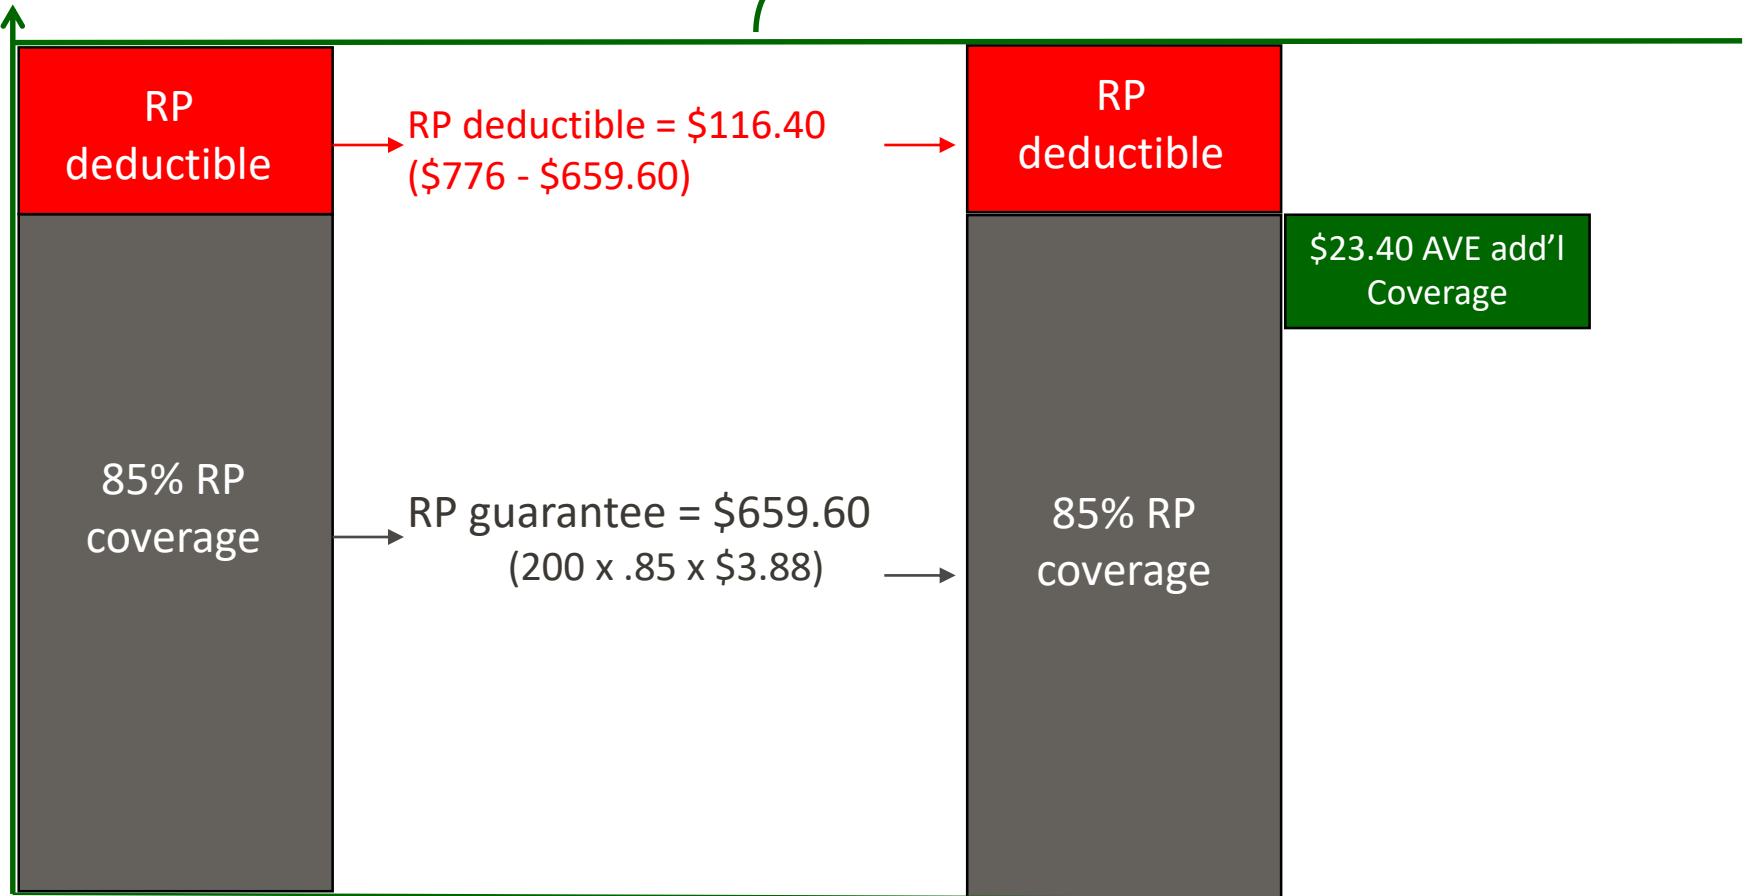 RP
deductible
RP deductible = $116.40
($776 - $659.60)
RP
deductible
$23.40 AVE add’l
Coverage
85% RP
coverage
RP guarantee = $659.60
(200 x .85 x $3.88)
85% RP
coverage